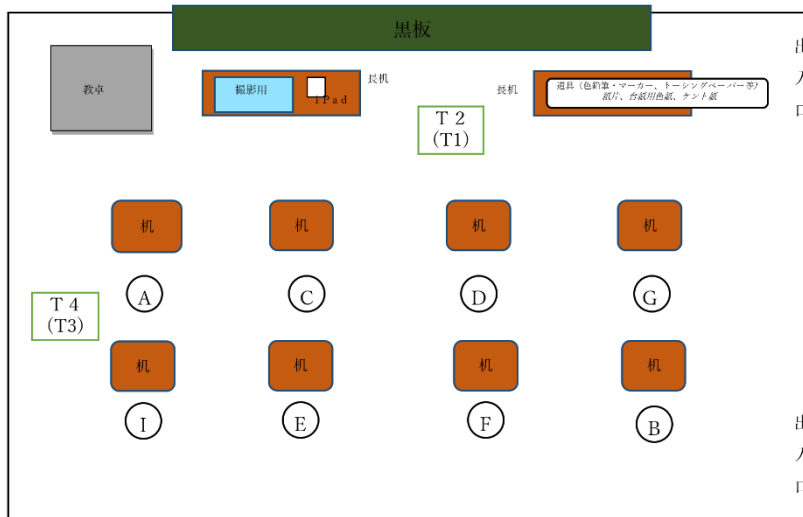 黒板
出入口
教卓
撮影用
iPad
長机
長机
道具（色鉛筆・マーカー、トーシングペーパー等）
紙片、台紙用色紙、ケント紙
T2
(T1)
机
机
机
机
A
C
D
G
T4
(T3)
机
机
机
机
I
E
F
B
出入口